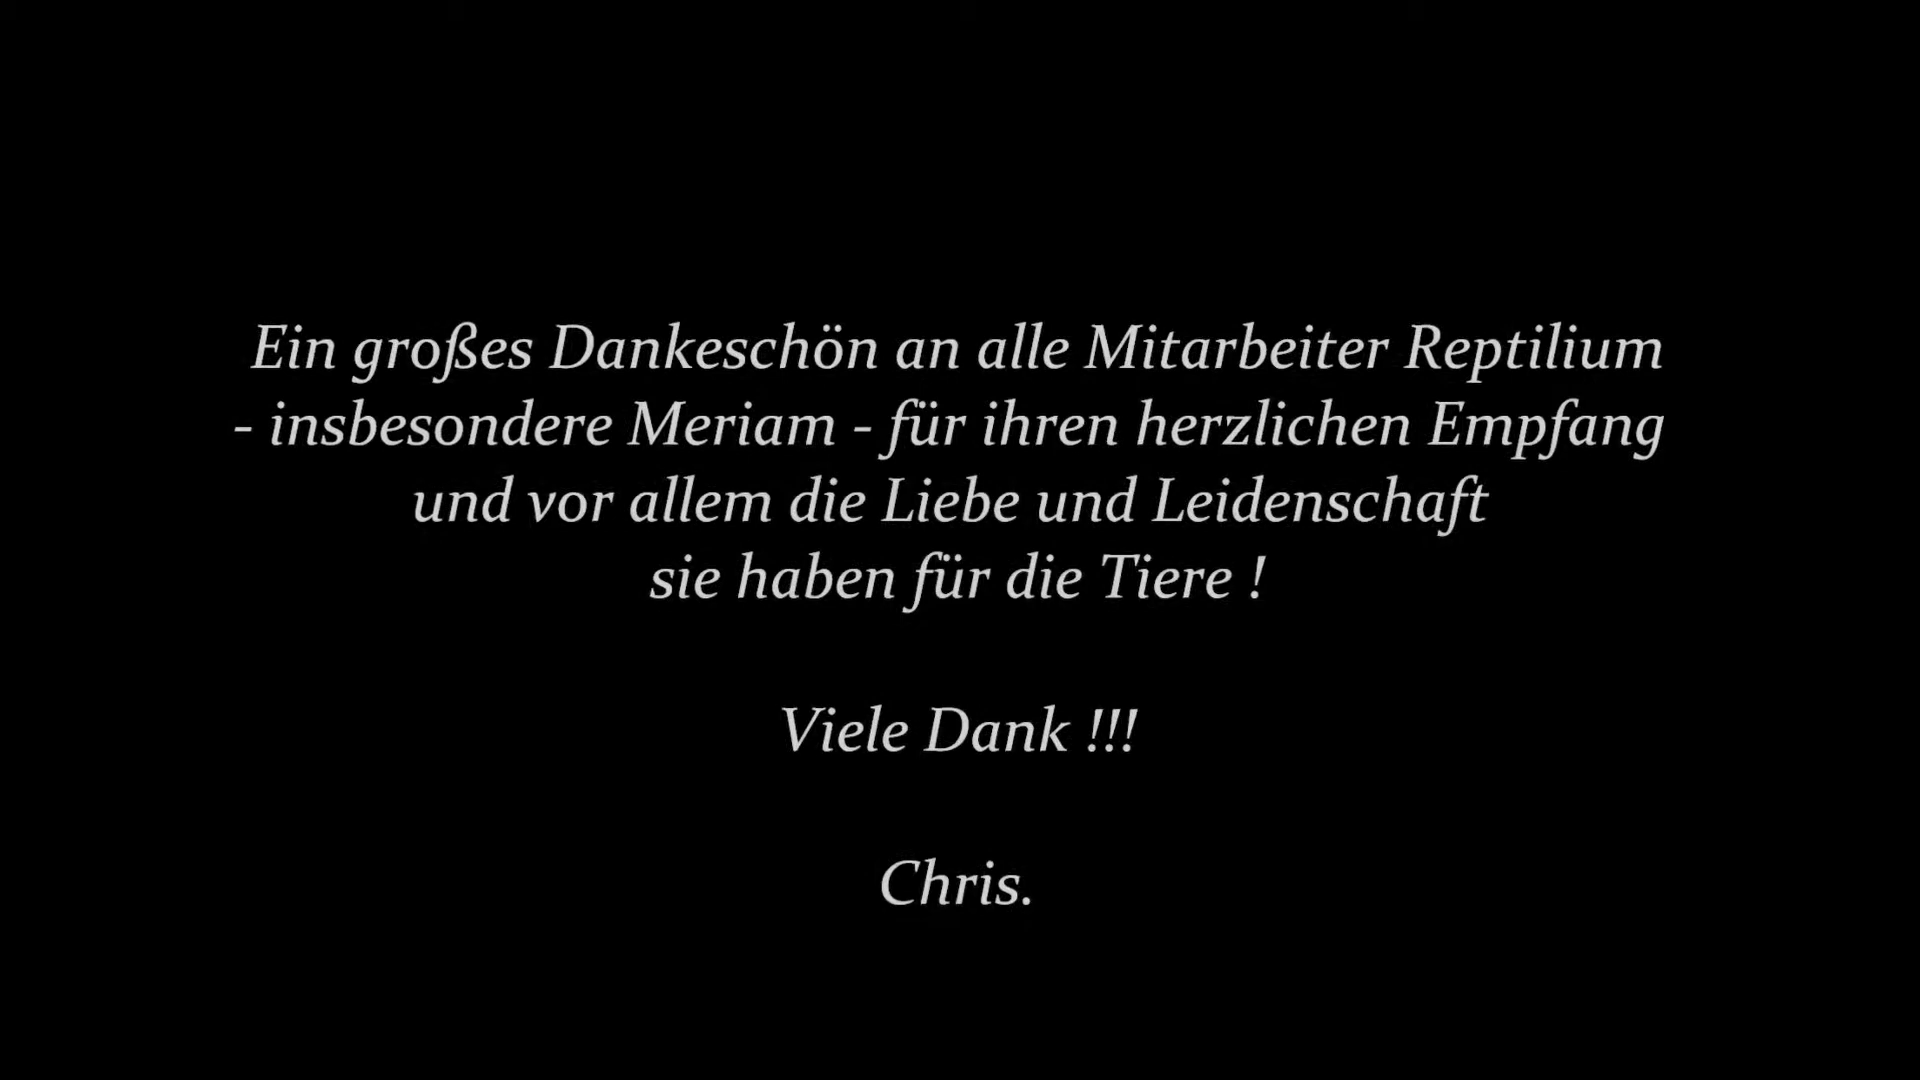 Ein großes Dankeschön an alle Mitarbeiter Reptilium
- insbesondere Meriam - für ihren herzlichen Empfang
und vor allem die Liebe und Leidenschaft
sie haben für die Tiere !
Viele Dank !!!
Chris.